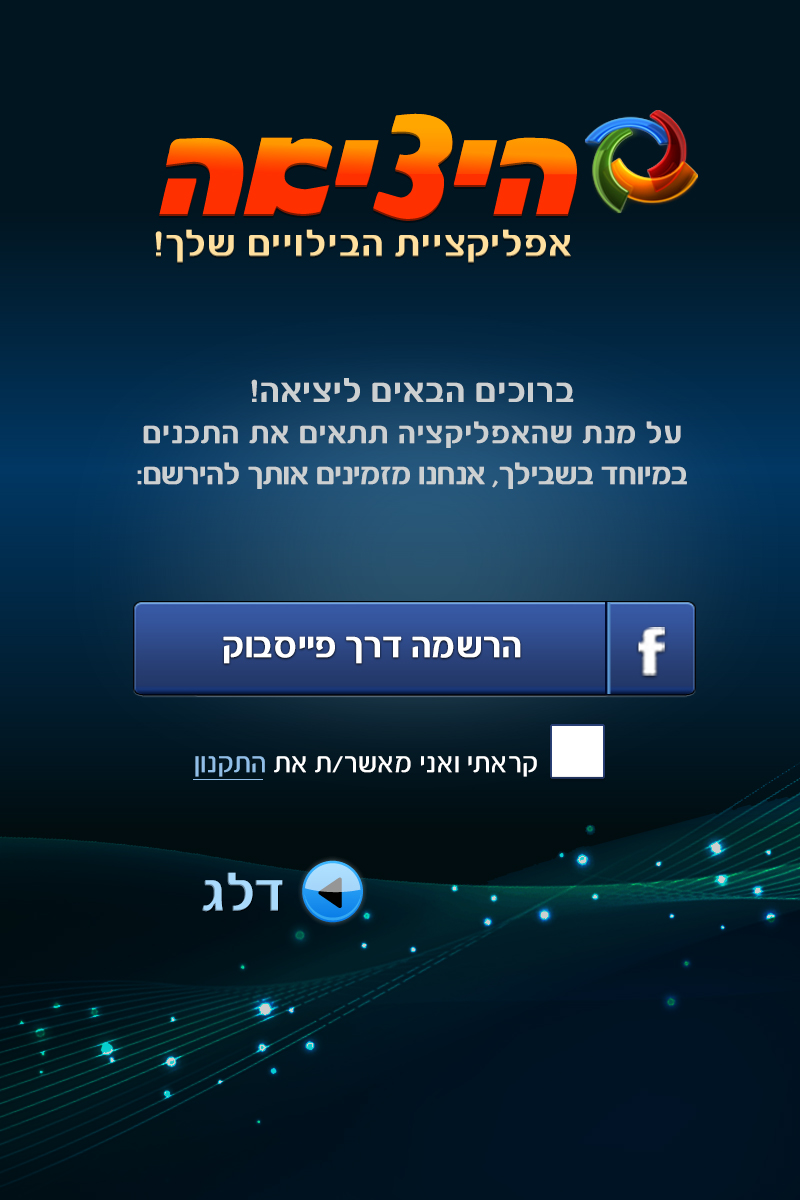 היציאה
אפליקציית הבילויים שלך!
ברוכים הבאים ליציאה!
על מנת שהאפליקציה תתאים את התכנים
במיוחד בשבילך, אנחנו מזמינים אותך להירשם:
הרשמה דרך פייסבוק
f
קראתי ואני מאשר/ת את התקנון
דלג